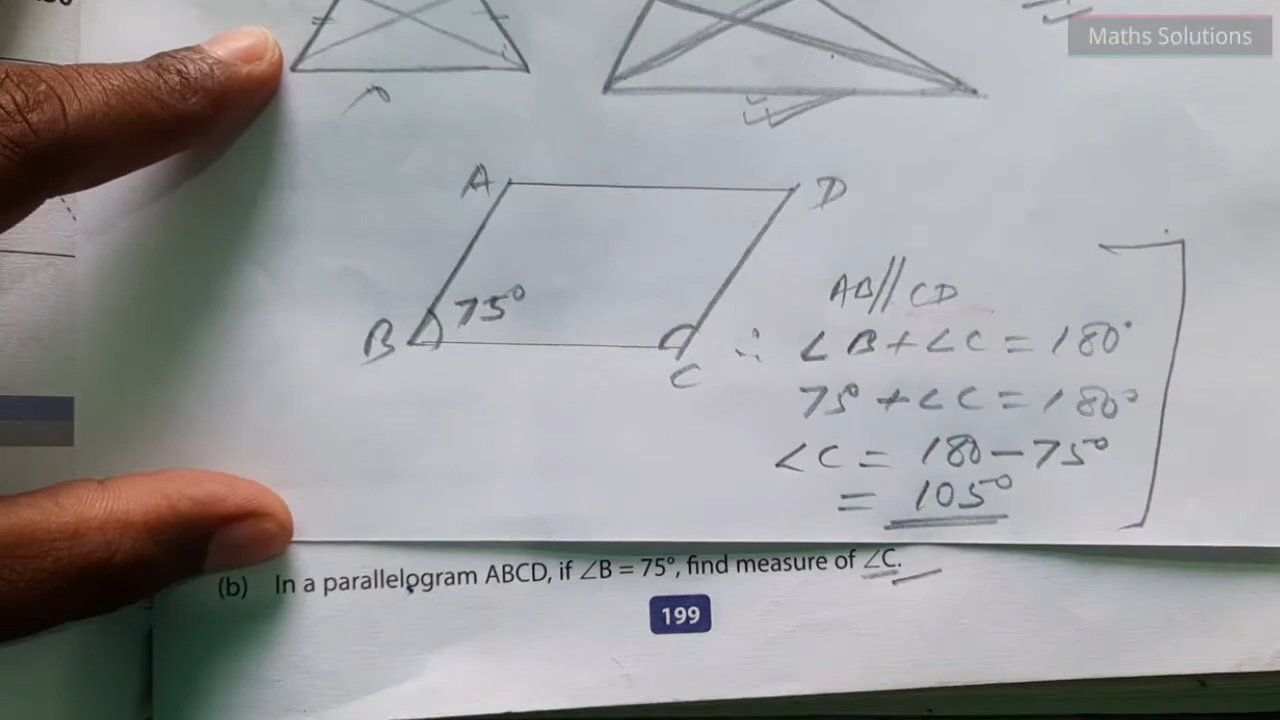 Maths Solutions
A
D
75°
B
C
AB//CD
∴ ∠B+∠C=180°
75°+∠C=180°
∠C= 180-75°
= 105°
(b) In a parallelogram ABCD, if ∠B = 75°, find measure of ∠C.
199